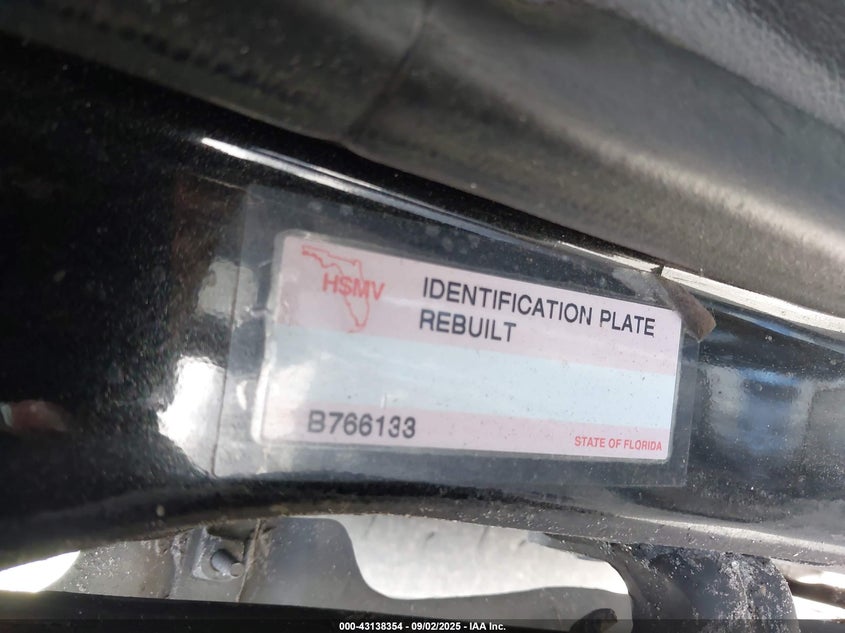 HSMV
IDENTIFICATION PLATE
REBUILT
B766133
STATE OF FLORIDA
000-43138354 - 09/02/2025 - IAA Inc.